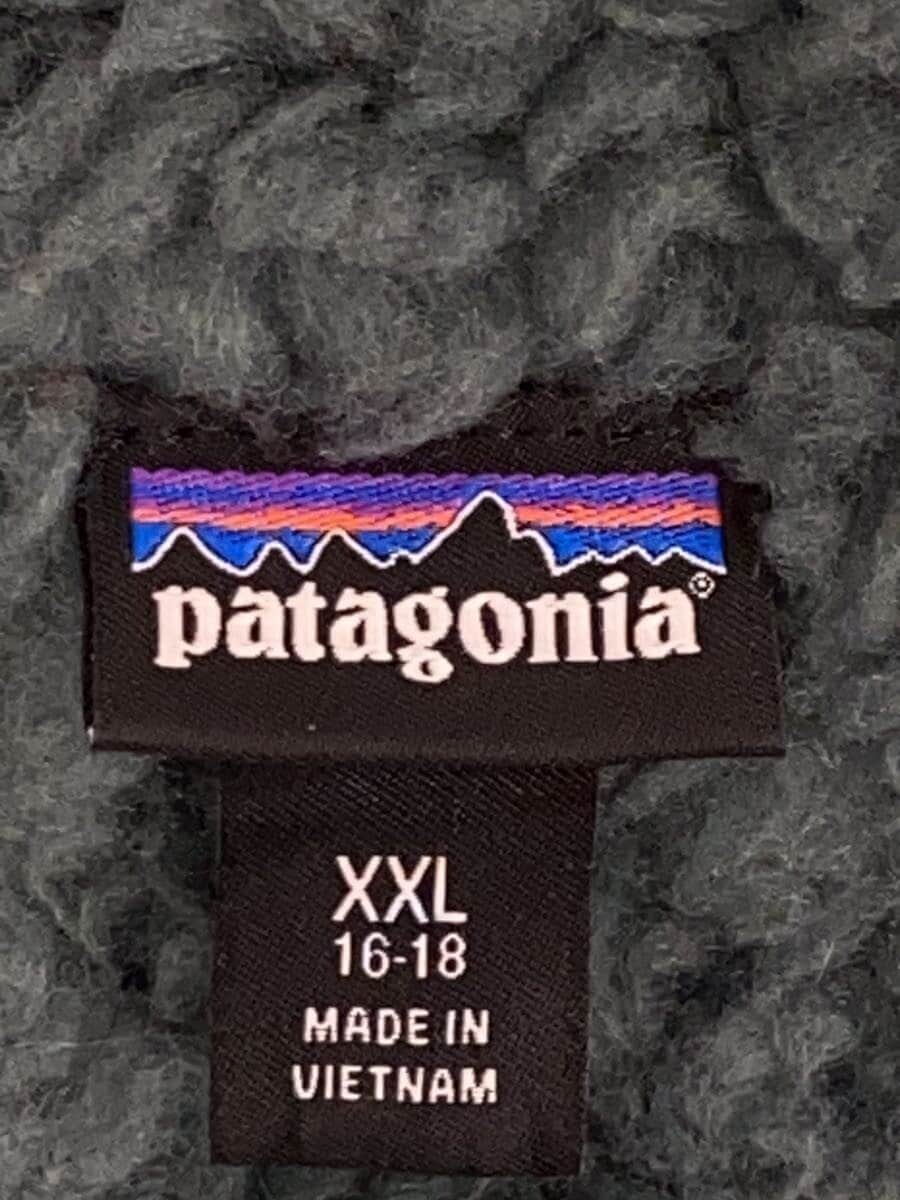 patagonia®
XXL
16-18
MADE IN
VIETNAM